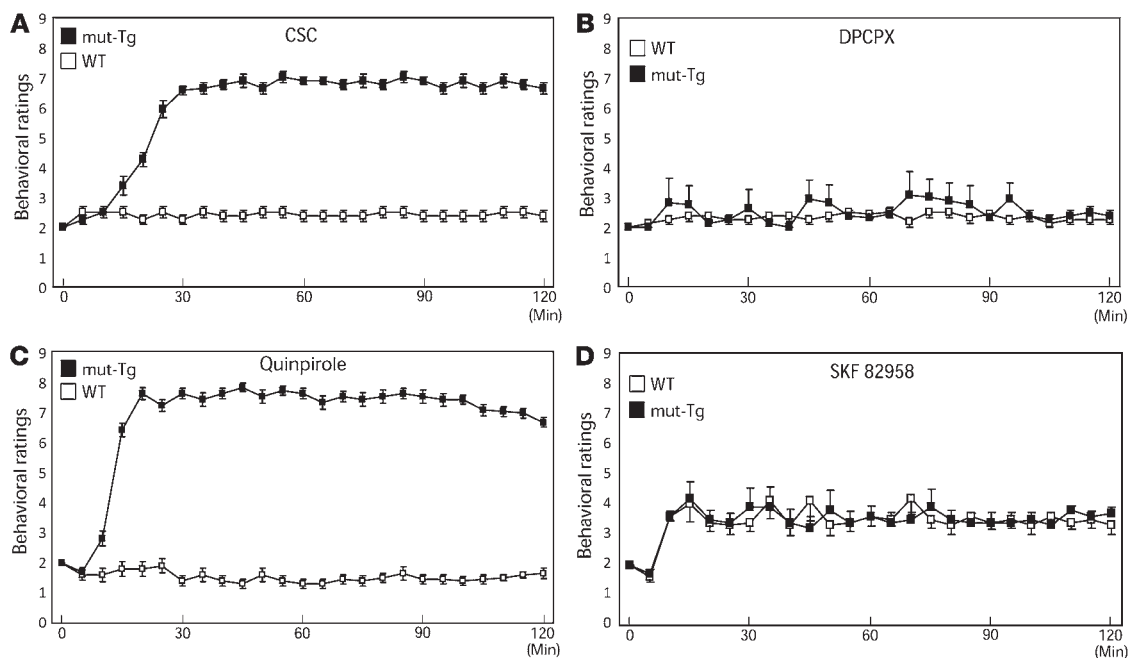 A
CSC
mut-Tg
WT
Behavioral ratings
9
8
7
6
5
4
3
2
1
0
0 30 60 90 120
(Min)
B
DPCPX
WT
mut-Tg
Behavioral ratings
9
8
7
6
5
4
3
2
1
0
0 30 60 90 120
(Min)
C
Quinpirole
mut-Tg
WT
Behavioral ratings
9
8
7
6
5
4
3
2
1
0
0 30 60 90 120
(Min)
D
SKF 82958
WT
mut-Tg
Behavioral ratings
9
8
7
6
5
4
3
2
1
0
0 30 60 90 120
(Min)